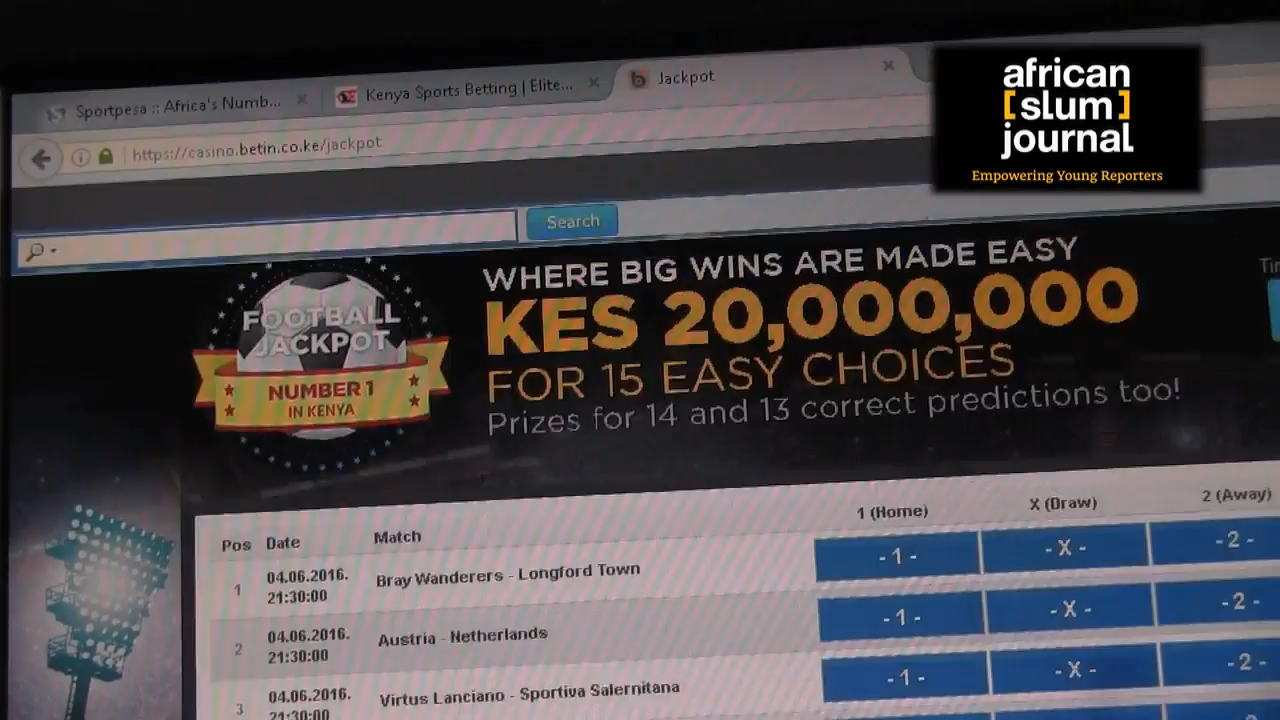 Sportpesa :: Africa's Numb...
Kenya Sports Betting | Elite...
Jackpot
african
[slum]
journal
Empowering Young Reporters
https://casino.betin.co.ke/jackpot
Search
WHERE BIG WINS ARE MADE EASY
KES 20,000,000
FOR 15 EASY CHOICES
Prizes for 14 and 13 correct predictions too!
FOOTBALL
JACKPOT
NUMBER 1
IN KENYA
Pos Date Match 1 (Home) X (Draw) 2 (Away)
1 04.06.2016. 21:30:00 Bray Wanderers - Longford Town - 1 - - X - - 2 -
2 04.06.2016. 21:30:00 Austria - Netherlands - 1 - - X - - 2 -
3 04.06.2016. 21:30:00 Virtus Lanciano - Sportiva Salernitana - 1 - - X - - 2 -